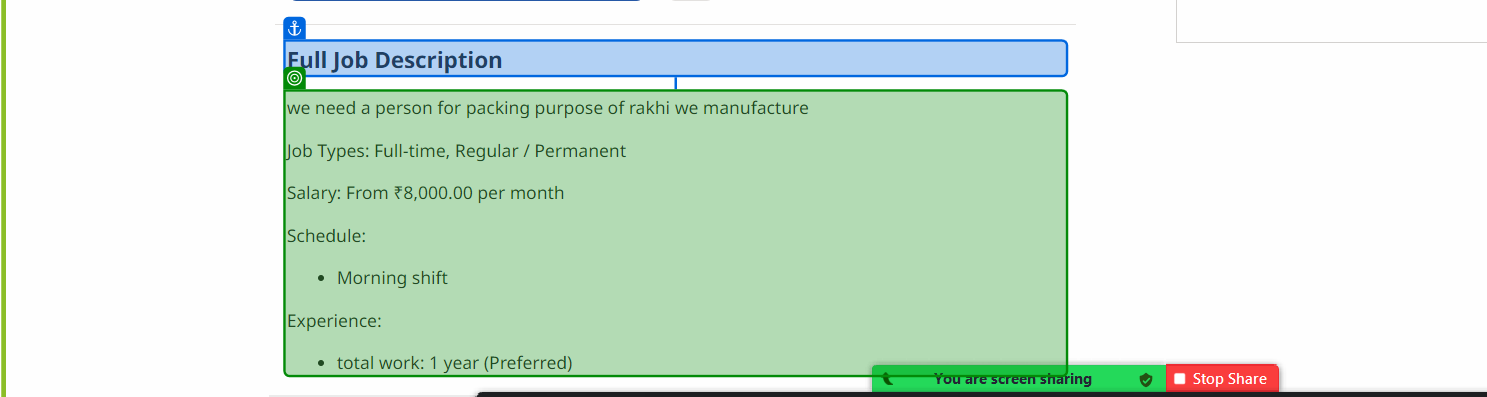 Full Job Description
we need a person for packing purpose of rakhi we manufacture
Job Types: Full-time, Regular / Permanent
Salary: From ₹8,000.00 per month
Schedule:
• Morning shift
Experience:
• total work: 1 year (Preferred)
You are screen sharing
Stop Share